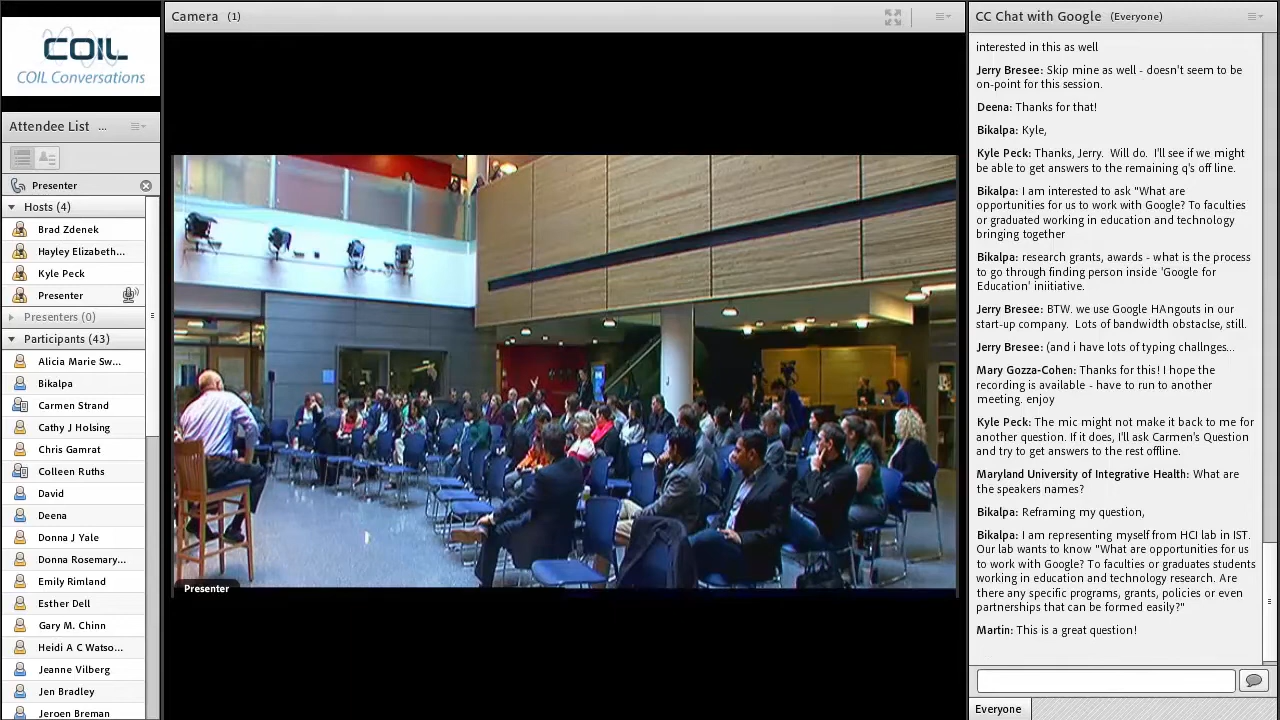 COIL
COIL Conversations
Attendee List ...
Presenter
Hosts (4)
Brad Zdenek
Hayley Elizabeth...
Kyle Peck
Presenter
Presenters (0)
Participants (43)
Alicia Marie Sw...
Bikalpa
Carmen Strand
Cathy J Holsing
Chris Gamrat
Colleen Ruths
David
Deena
Donna J Yale
Donna Rosemary...
Emily Rimland
Esther Dell
Gary M. Chinn
Heidi A C Watso...
Jeanne Vilberg
Jen Bradley
Jeroen Breman
Camera (1)
Presenter
CC Chat with Google (Everyone)
interested in this as well
Jerry Bresee: Skip mine as well - doesn't seem to be
on-point for this session.
Deena: Thanks for that!
Bikalpa: Kyle,
Kyle Peck: Thanks, Jerry. Will do. I'll see if we might
be able to get answers to the remaining q's off line.
Bikalpa: I am interested to ask "What are
opportunities for us to work with Google? To faculties
or graduated working in education and technology
bringing together
Bikalpa: research grants, awards - what is the process
to go through finding person inside 'Google for
Education' initiative.
Jerry Bresee: BTW. we use Google HAngouts in our
start-up company. Lots of bandwidth obstaclse, still.
Jerry Bresee: (and i have lots of typing challnges...
Mary Gozza-Cohen: Thanks for this! I hope the
recording is available - have to run to another
meeting. enjoy
Kyle Peck: The mic might not make it back to me for
another question. If it does, I'll ask Carmen's Question
and try to get answers to the rest offline.
Maryland University of Integrative Health: What are
the speakers names?
Bikalpa: Reframing my question,
Bikalpa: I am representing myself from HCI lab in IST.
Our lab wants to know "What are opportunities for us
to work with Google? To faculties or graduates students
working in education and technology research. Are
there any specific programs, grants, policies or even
partnerships that can be formed easily?"
Martin: This is a great question!
Everyone